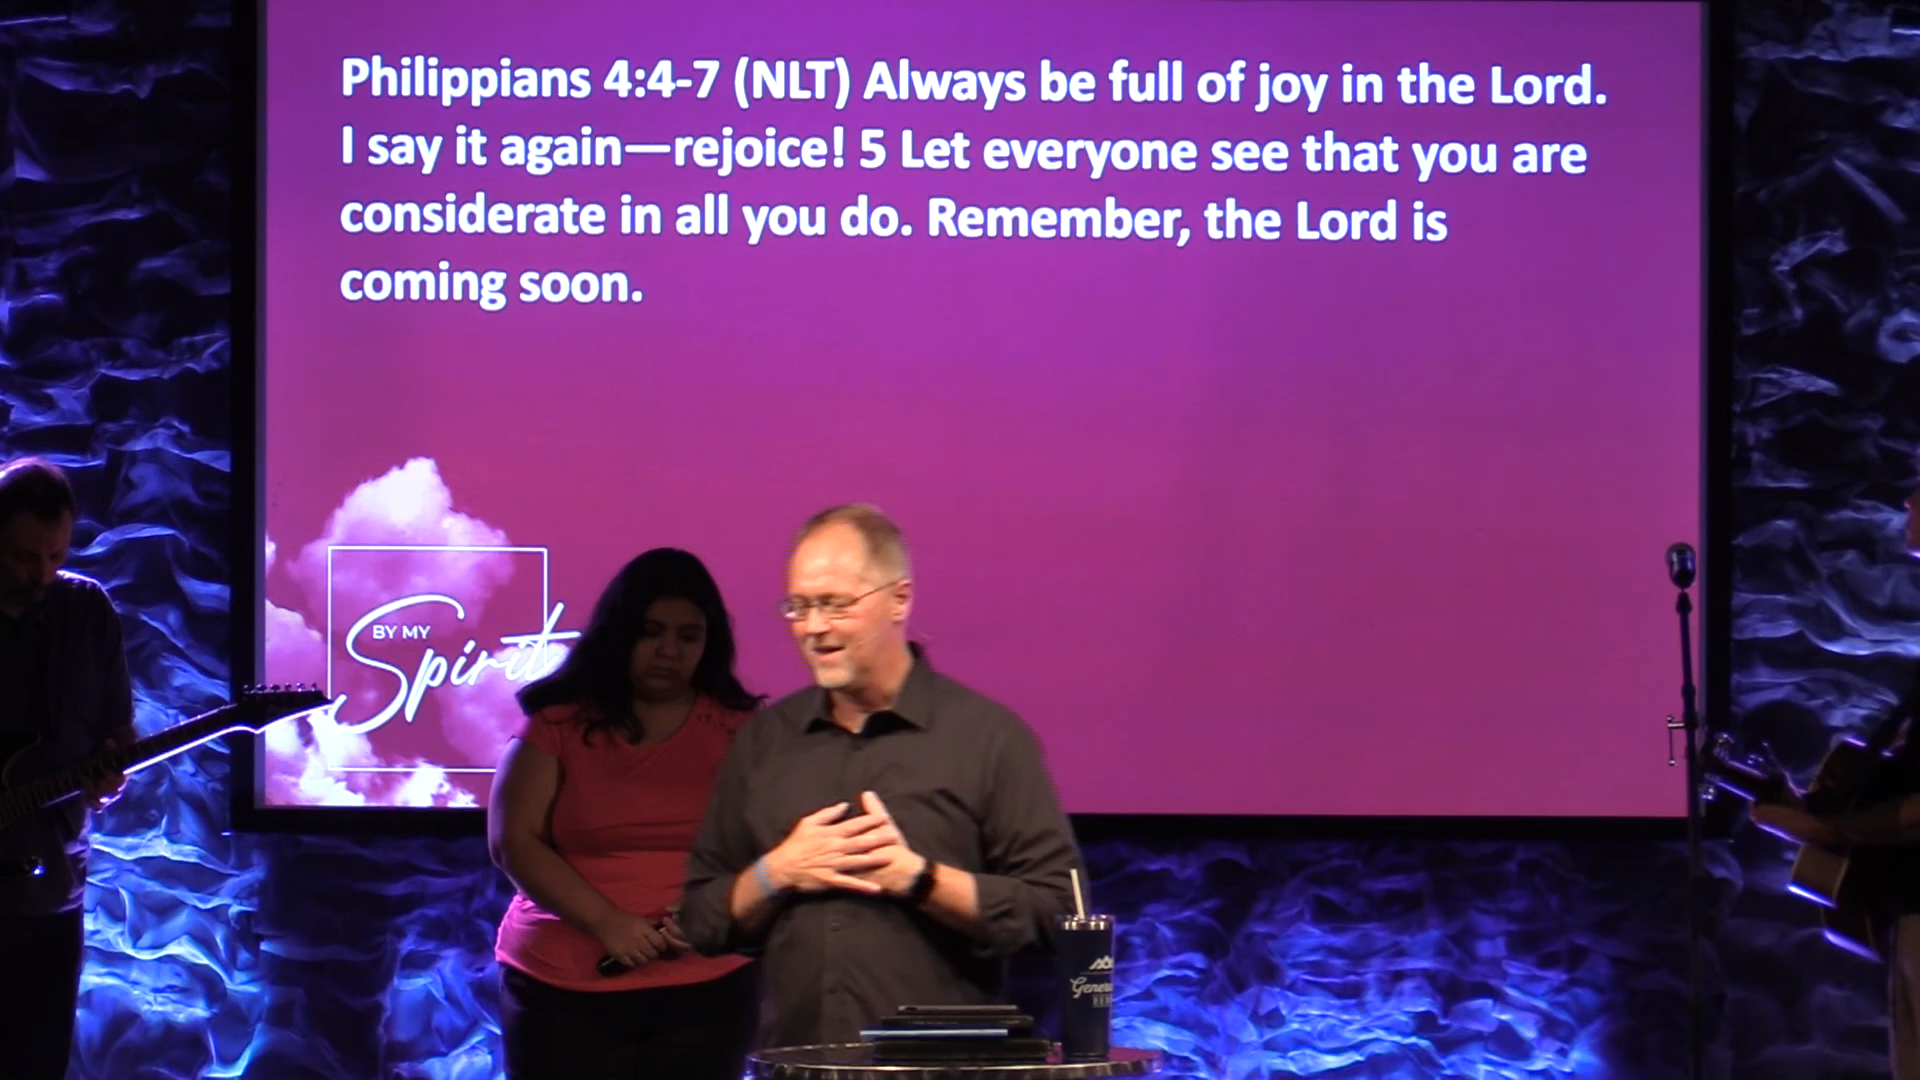 Philippians 4:4-7 (NLT) Always be full of joy in the Lord.
I say it again—rejoice! 5 Let everyone see that you are
considerate in all you do. Remember, the Lord is
coming soon.
BY MY
Spirit